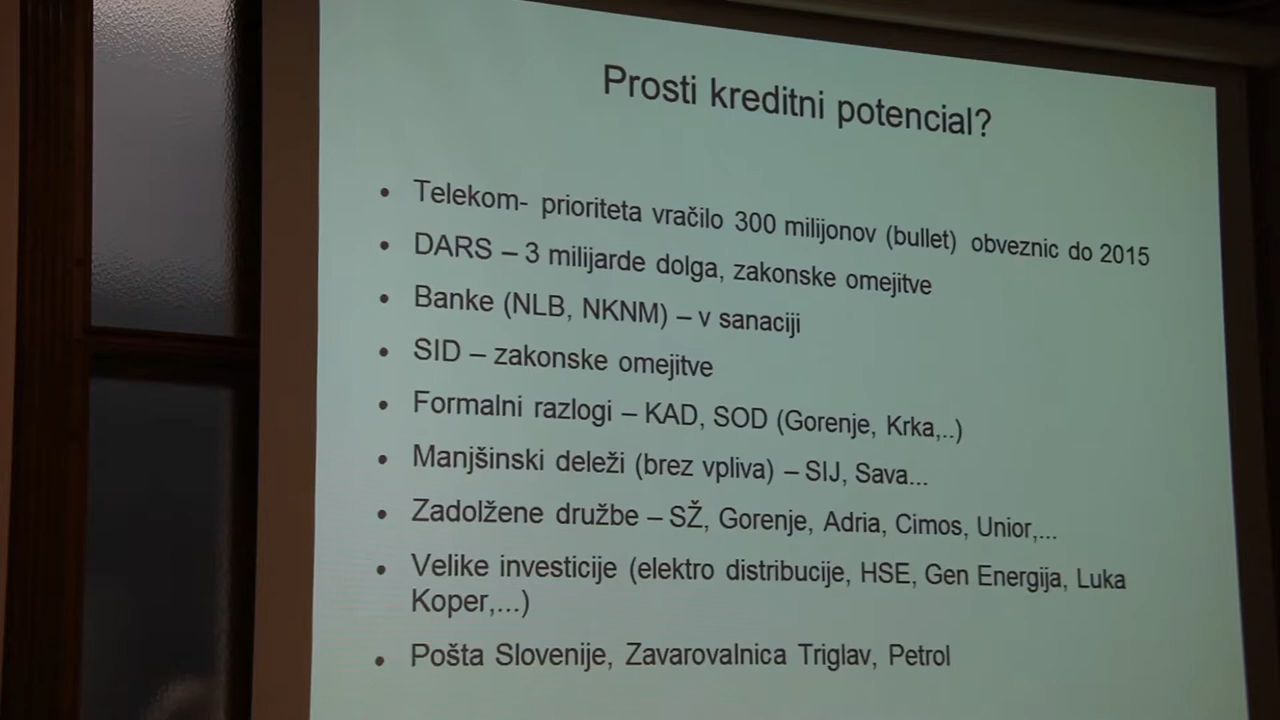 Prosti kreditni potencial?
• Telekom- prioriteta vračilo 300 milijonov (bullet) obveznic do 2015
• DARS – 3 milijarde dolga, zakonske omejitve
• Banke (NLB, NKNM) – v sanaciji
• SID – zakonske omejitve
• Formalni razlogi – KAD, SOD (Gorenje, Krka,..)
• Manjšinski deleži (brez vpliva) – SIJ, Sava...
• Zadolžene družbe – SŽ, Gorenje, Adria, Cimos, Unior,...
• Velike investicije (elektro distribucije, HSE, Gen Energija, Luka
Koper,...)
• Pošta Slovenije, Zavarovalnica Triglav, Petrol